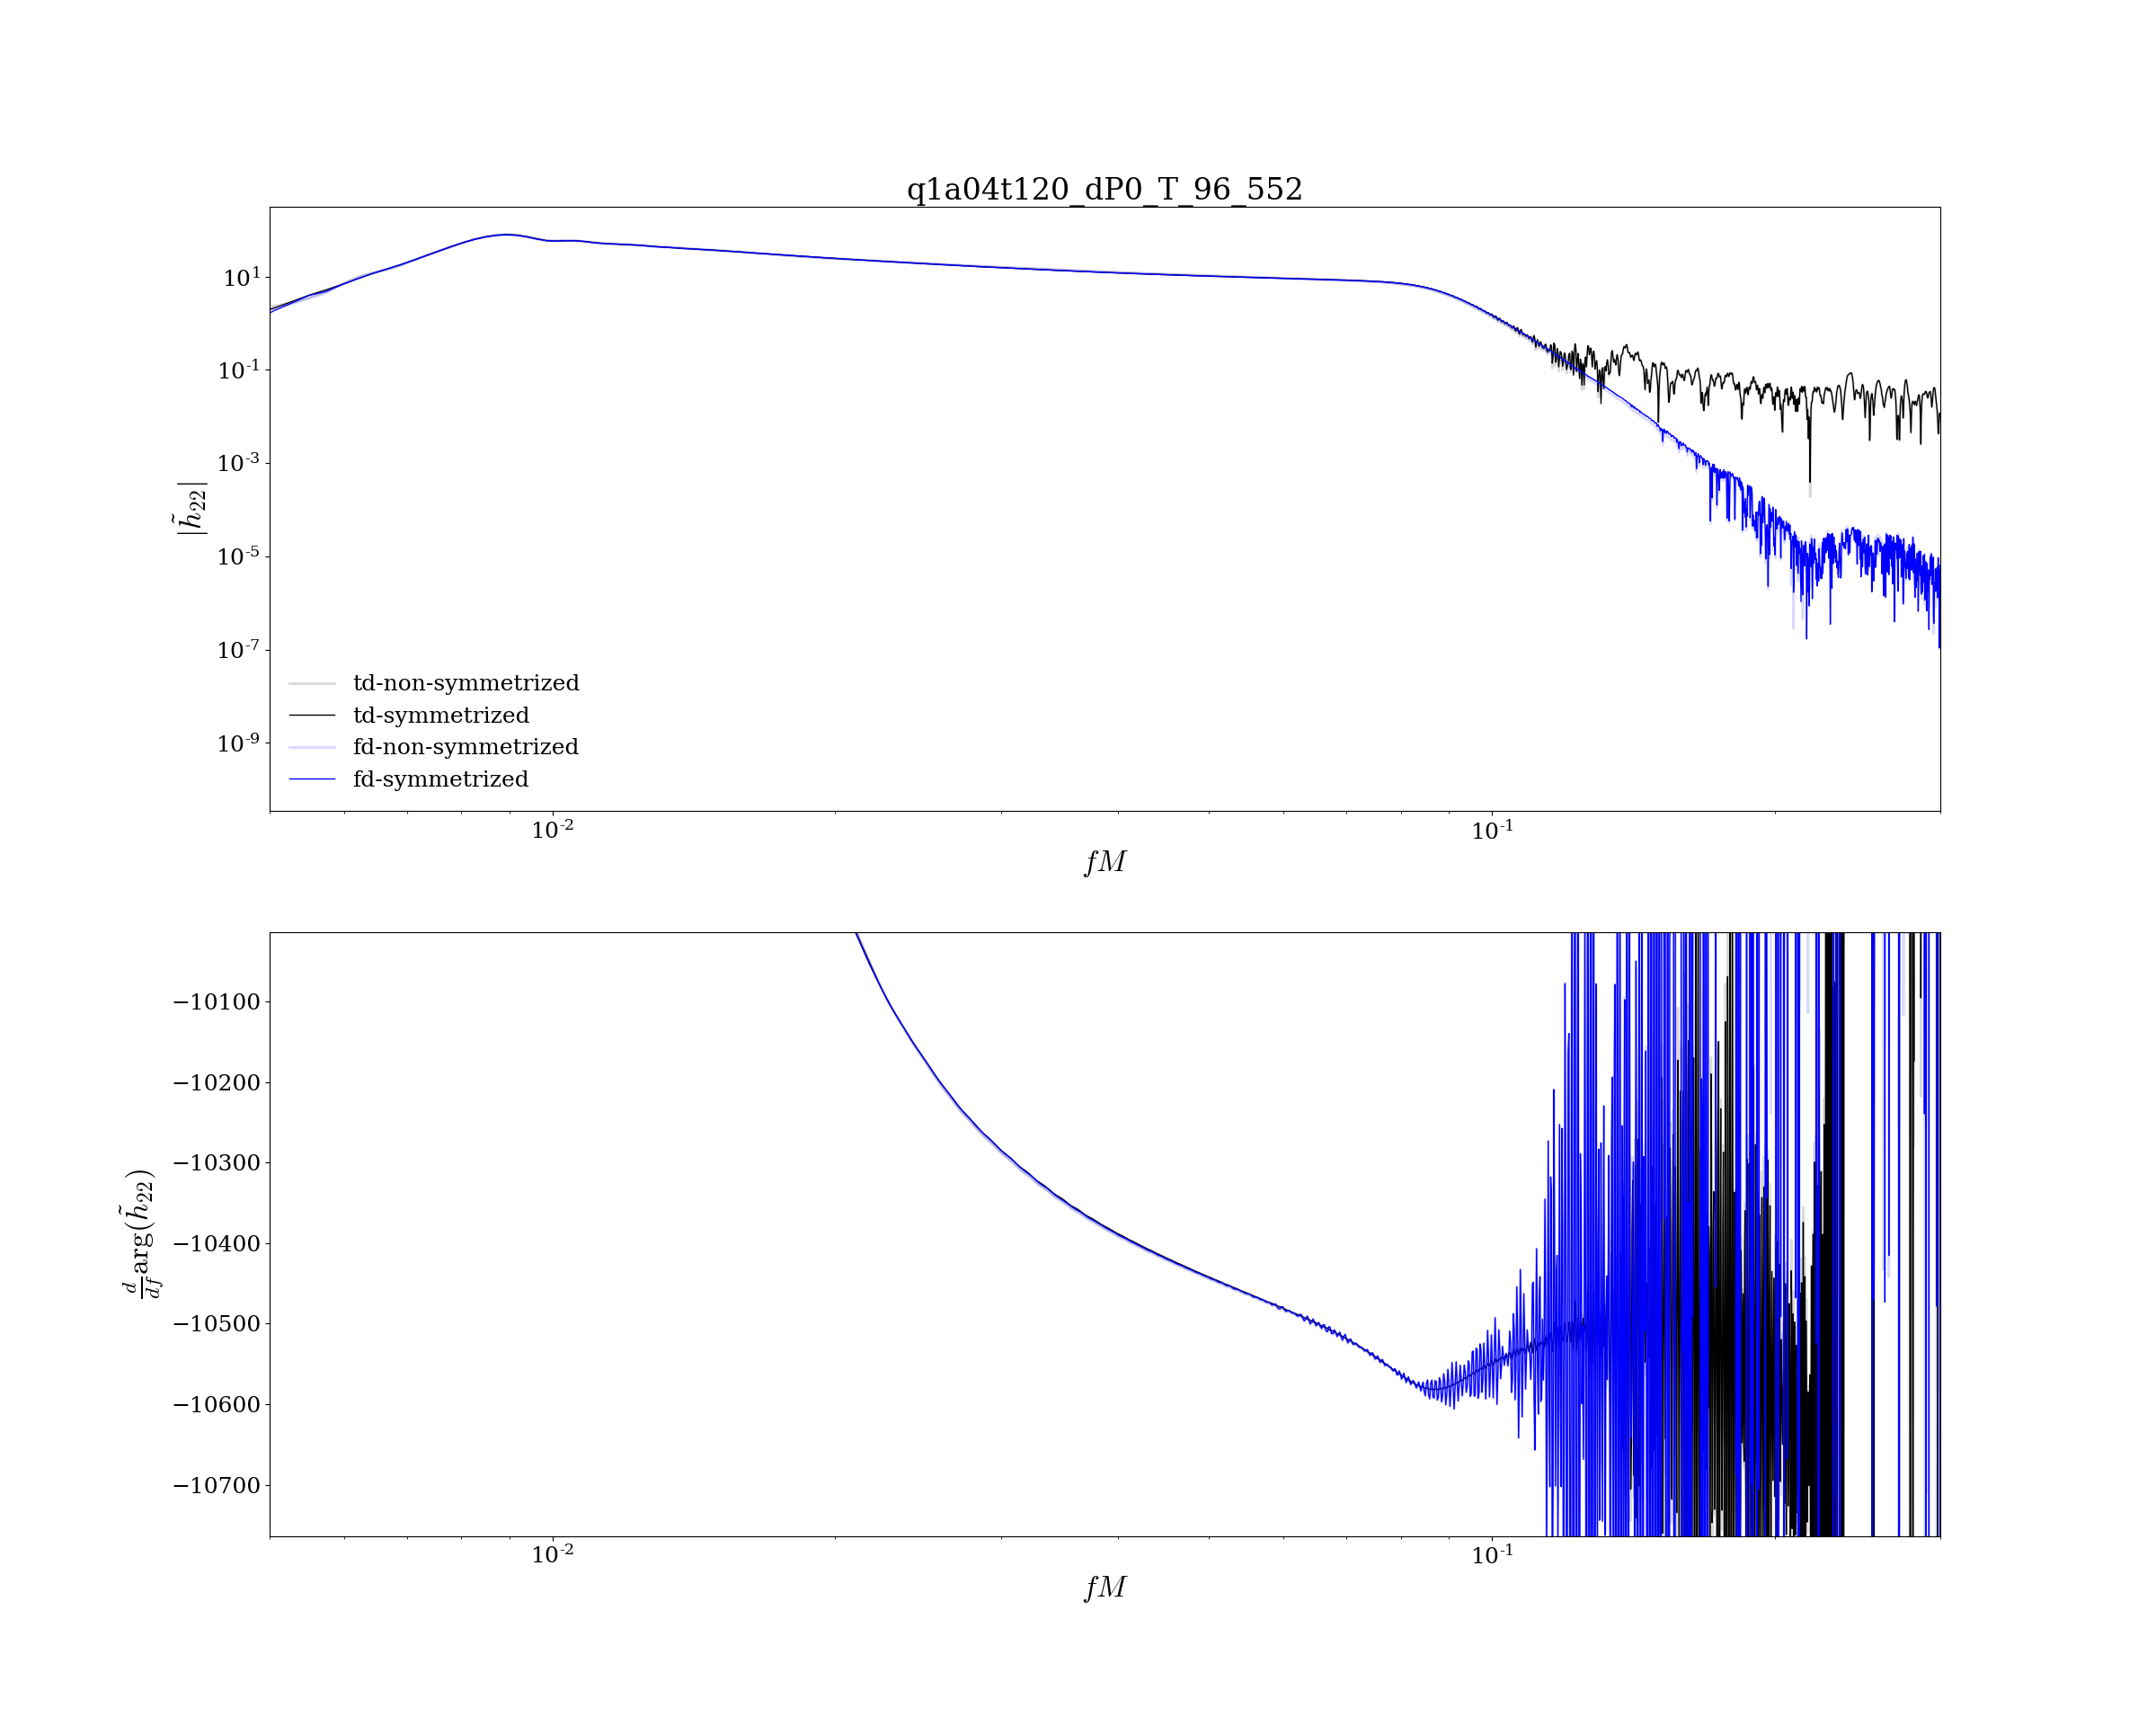 q1a04t120_dP0_T_96_552
10^1
10^-1
10^-3
10^-5
10^-7
10^-9
|h̃_22|
td-non-symmetrized
td-symmetrized
fd-non-symmetrized
fd-symmetrized
10^-2
10^-1
fM
−10100
−10200
−10300
−10400
−10500
−10600
−10700
d/df arg(h̃_22)
10^-2
10^-1
fM